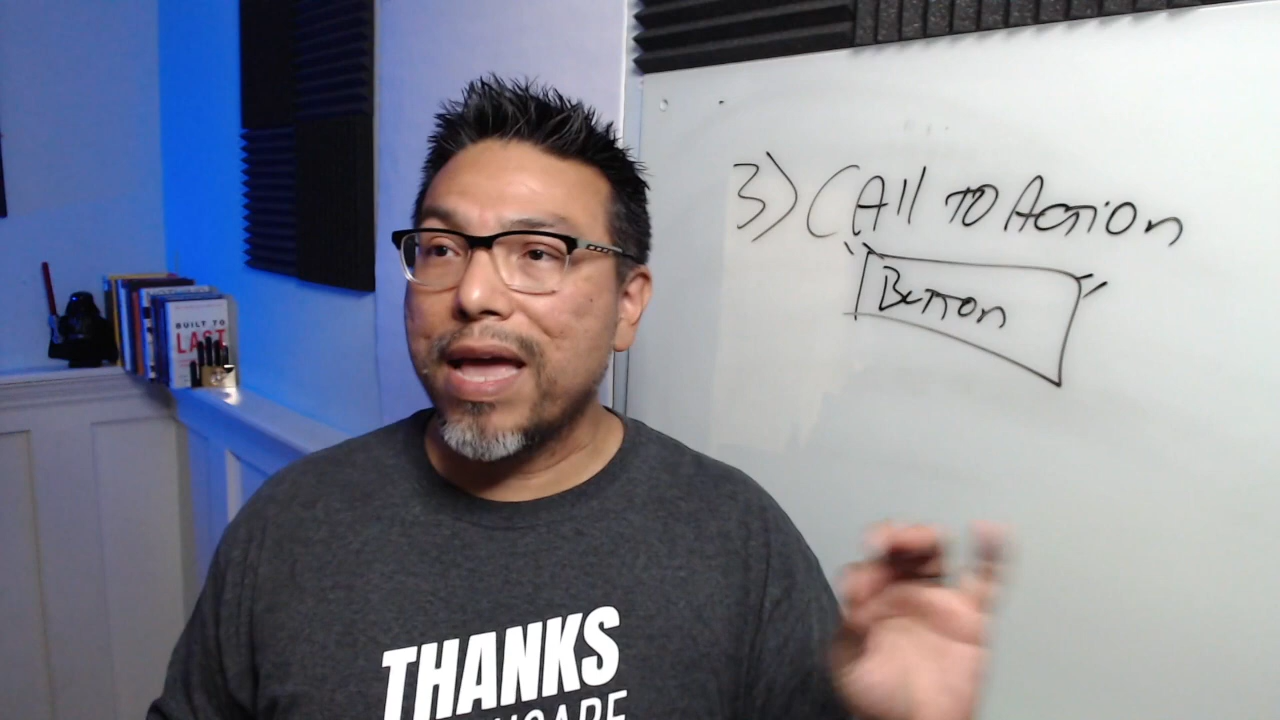 3) CAll TO ACTiOn
BUTTOn
BUILT TO
LAST
THANKS